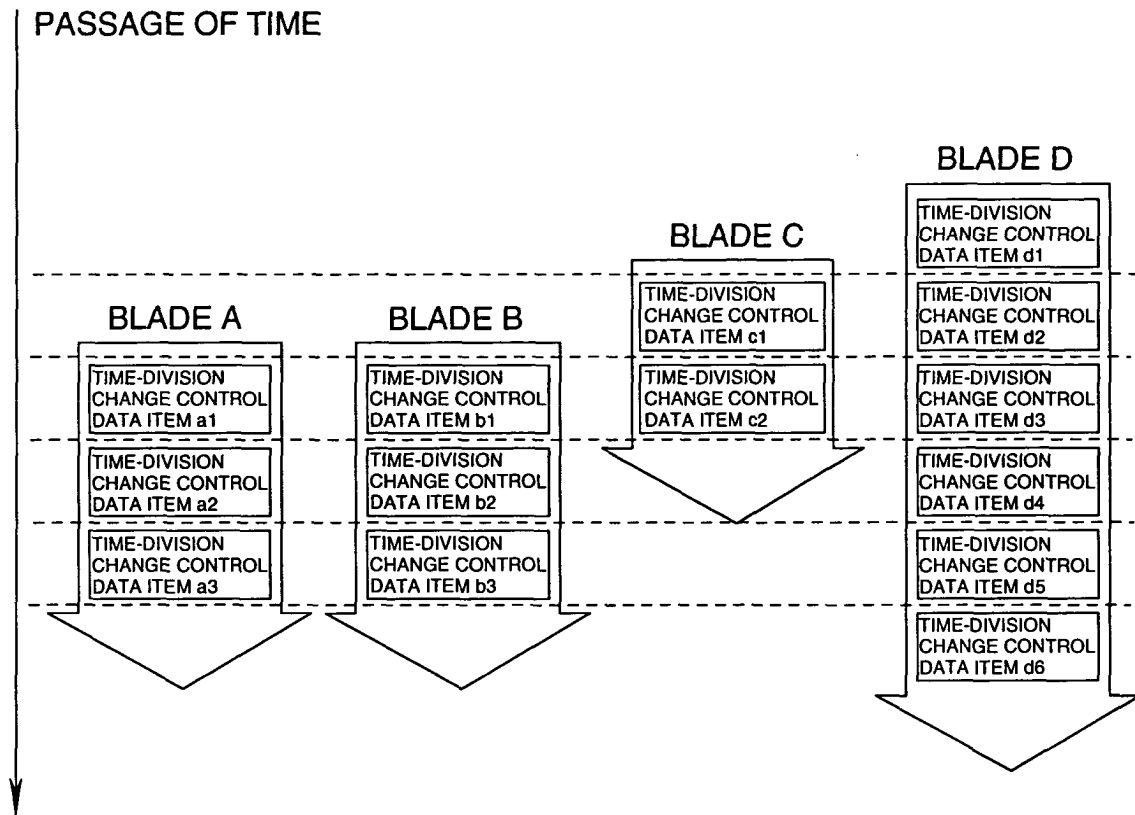 PASSAGE OF TIME
BLADE A
TIME-DIVISION
CHANGE CONTROL
DATA ITEM a1
TIME-DIVISION
CHANGE CONTROL
DATA ITEM a2
TIME-DIVISION
CHANGE CONTROL
DATA ITEM a3
BLADE B
TIME-DIVISION
CHANGE CONTROL
DATA ITEM b1
TIME-DIVISION
CHANGE CONTROL
DATA ITEM b2
TIME-DIVISION
CHANGE CONTROL
DATA ITEM b3
BLADE C
TIME-DIVISION
CHANGE CONTROL
DATA ITEM c1
TIME-DIVISION
CHANGE CONTROL
DATA ITEM c2
BLADE D
TIME-DIVISION
CHANGE CONTROL
DATA ITEM d1
TIME-DIVISION
CHANGE CONTROL
DATA ITEM d2
TIME-DIVISION
CHANGE CONTROL
DATA ITEM d3
TIME-DIVISION
CHANGE CONTROL
DATA ITEM d4
TIME-DIVISION
CHANGE CONTROL
DATA ITEM d5
TIME-DIVISION
CHANGE CONTROL
DATA ITEM d6